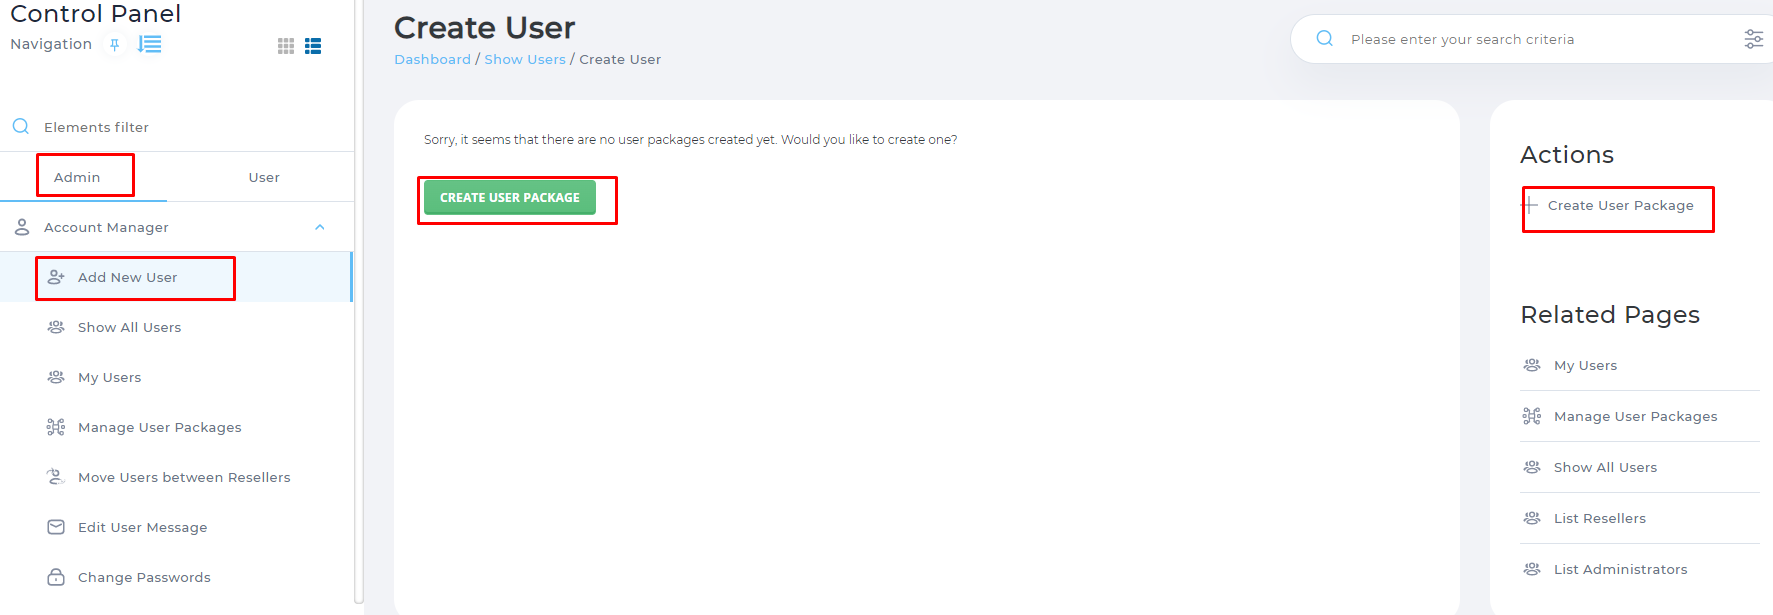 Control Panel
Navigation
Elements filter
Admin
User
Account Manager
Add New User
Show All Users
My Users
Manage User Packages
Move Users between Resellers
Edit User Message
Change Passwords
Create User
Dashboard / Show Users / Create User
Please enter your search criteria
Sorry, it seems that there are no user packages created yet. Would you like to create one?
CREATE USER PACKAGE
Actions
Create User Package
Related Pages
My Users
Manage User Packages
Show All Users
List Resellers
List Administrators